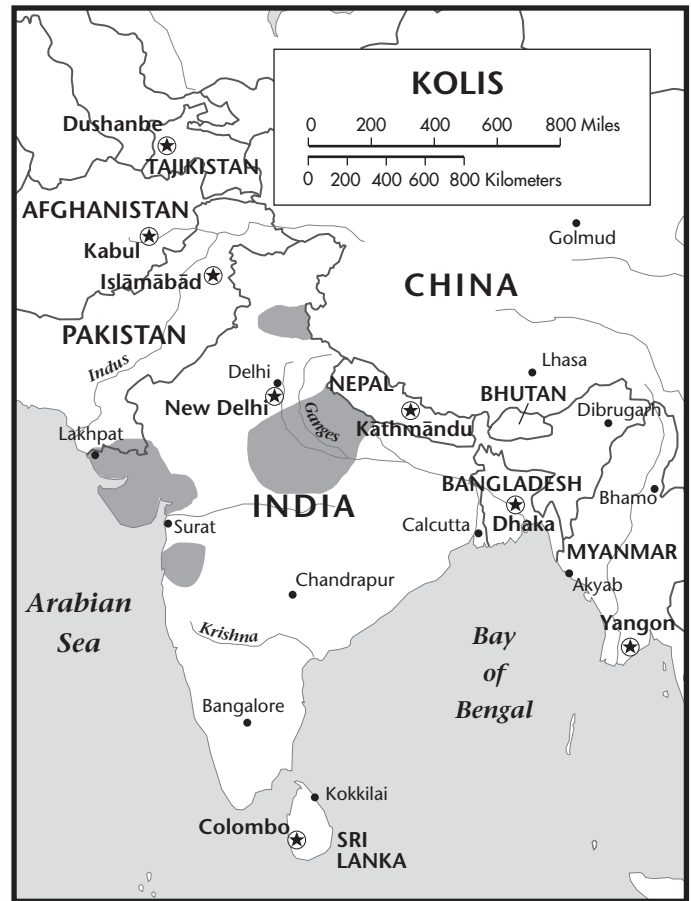 KOLIS
0 200 400 600 800 Miles
0 200 400 600 800 Kilometers
Dushanbe
TAJIKISTAN
AFGHANISTAN
Kabul
Islāmābād
Golmud
CHINA
PAKISTAN
Indus
Delhi
New Delhi
NEPAL
Ganges
Kāthmāndu
Lhasa
BHUTAN
Dibrugarh
Lakhpat
BANGLADESH
INDIA
Bhamo
Surat
Calcutta
Dhaka
MYANMAR
Chandrapur
Akyab
Arabian
Sea
Krishna
Bay
of
Bengal
Yangon
Bangalore
Kokkilai
Colombo
SRI
LANKA